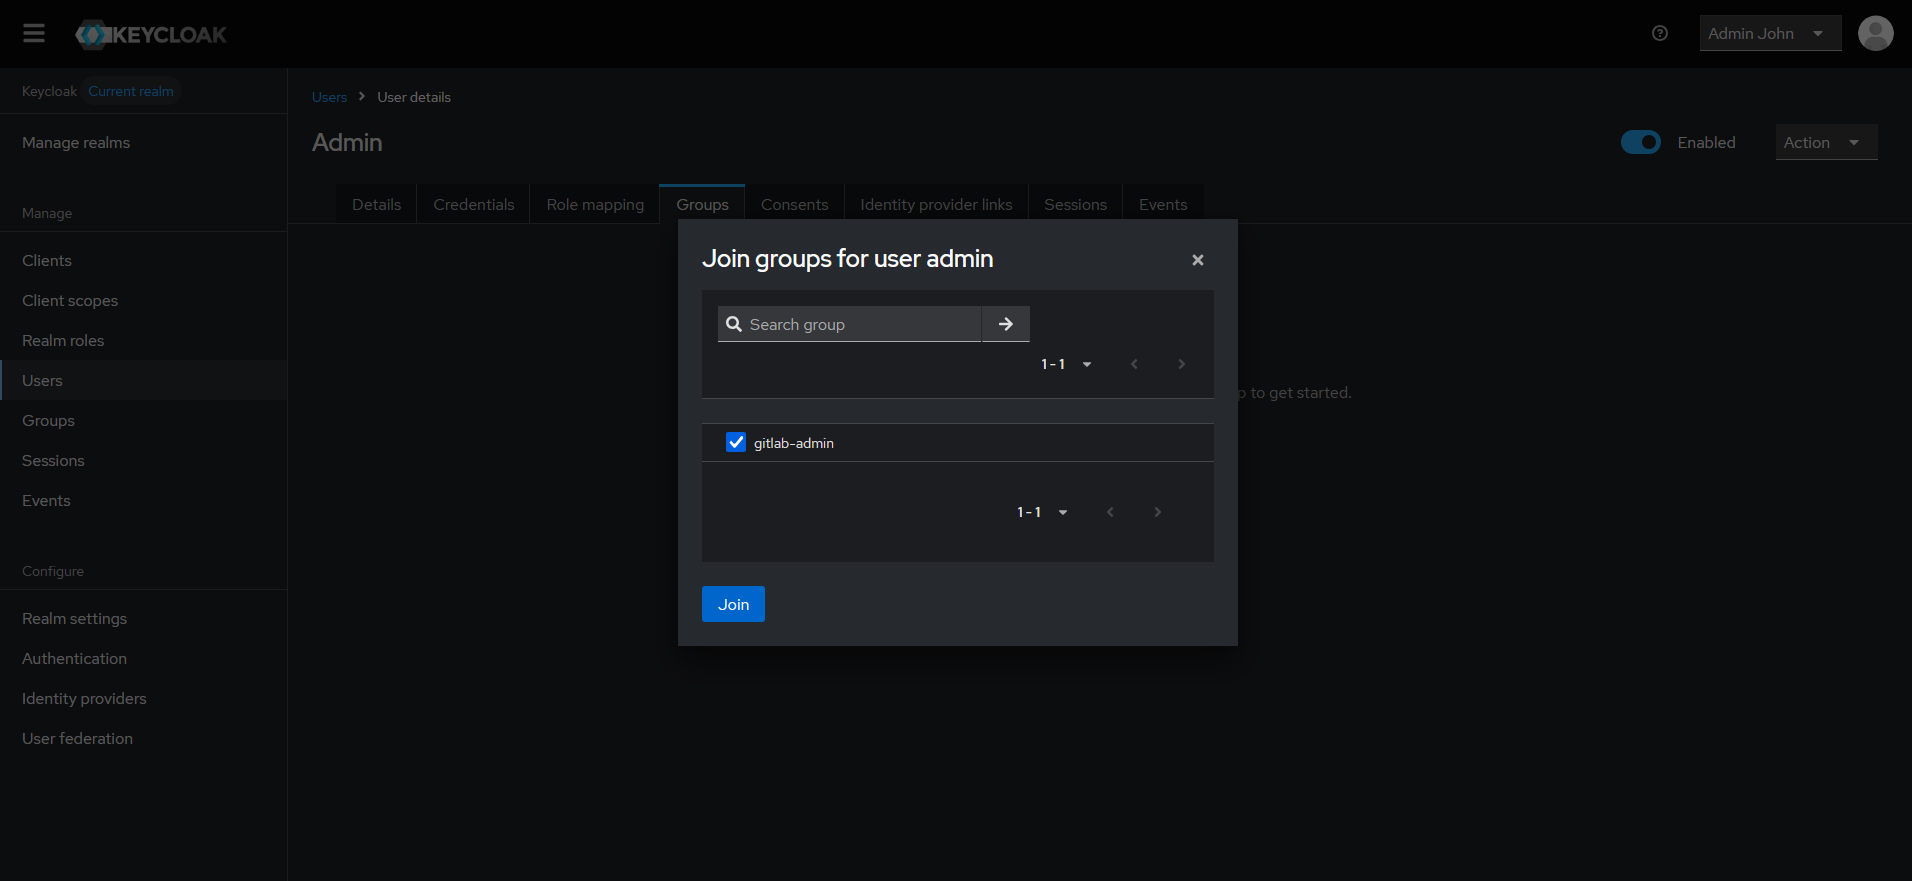 KEYCLOAK
Admin John
Keycloak Current realm
Manage realms
Manage
Clients
Client scopes
Realm roles
Users
Groups
Sessions
Events
Configure
Realm settings
Authentication
Identity providers
User federation
Users User details
Admin
Enabled
Action
Details Credentials Role mapping Groups Consents Identity provider links Sessions Events
Join groups for user admin
Search group
1 - 1
p to get started.
gitlab-admin
1 - 1
Join